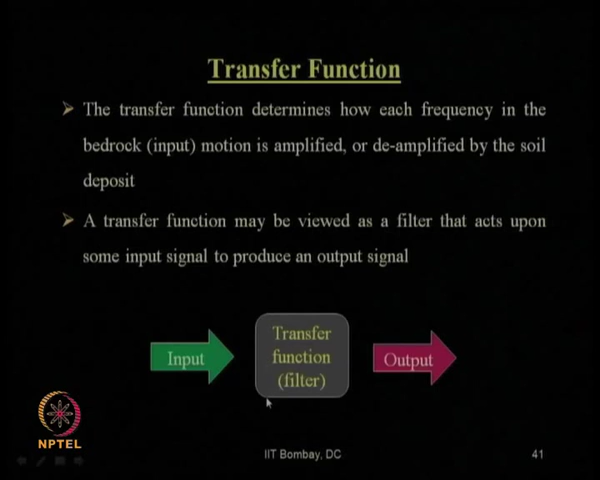 Transfer Function
The transfer function determines how each frequency in the
bedrock (input) motion is amplified, or de-amplified by the soil
deposit
A transfer function may be viewed as a filter that acts upon
some input signal to produce an output signal
Input
Transfer
function
(filter)
Output
NPTEL
IIT Bombay, DC
41